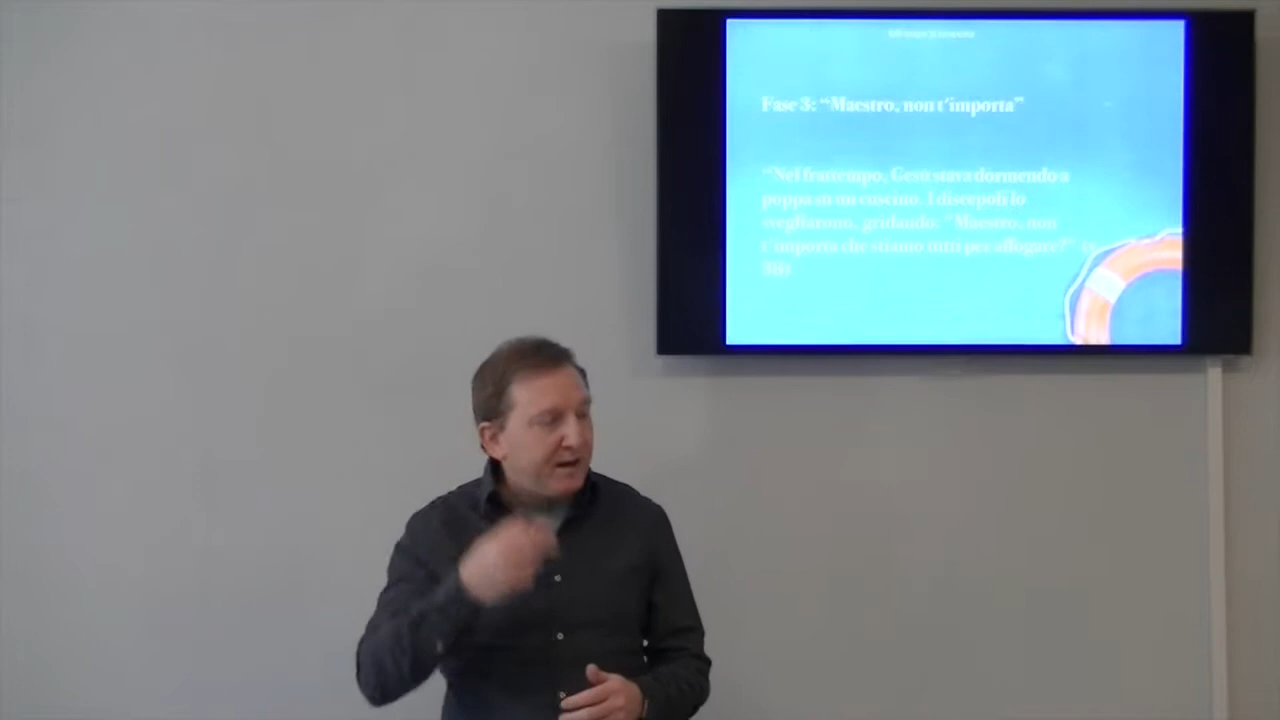 Fase 3: “Maestro, non t’importa”
“Nel frattempo, Gesù stava dormendo a
poppa su un cuscino. I discepoli lo
svegliarono, gridando: “Maestro, non
t’importa che stiamo tutti per affogare?” (v.
38)